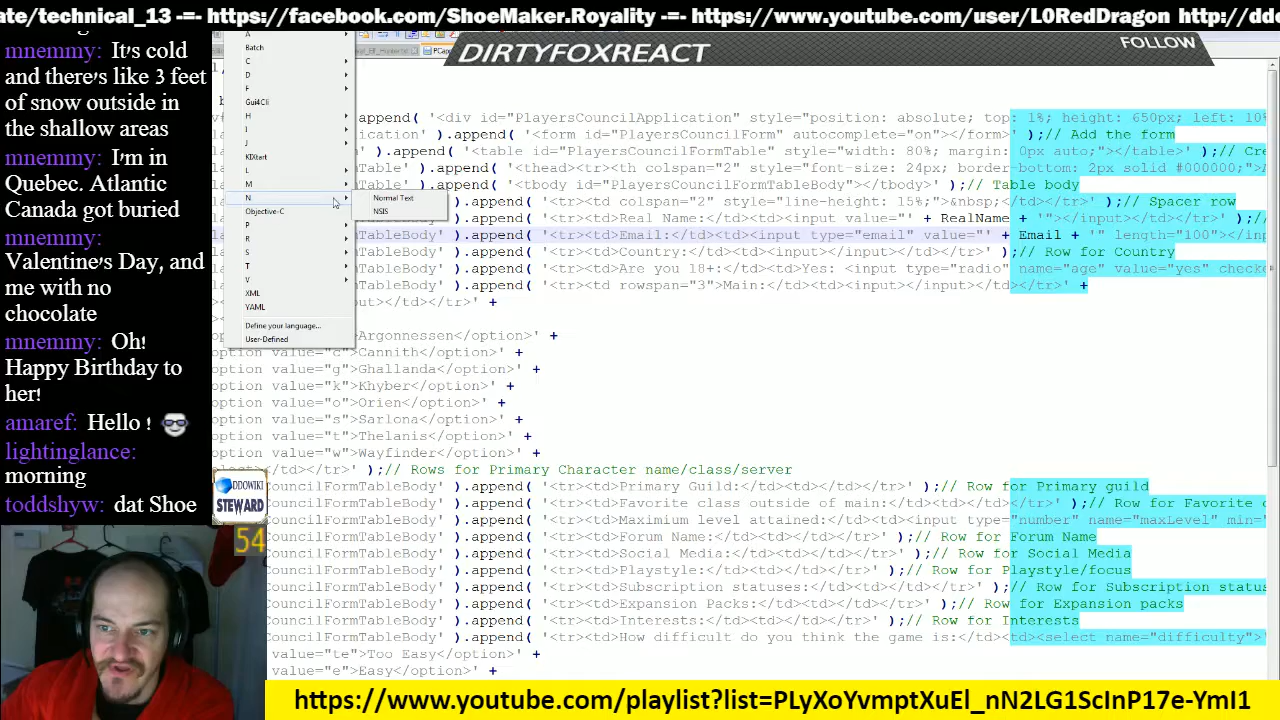 ate/technical_13 -=- https://facebook.com/ShoeMaker.Royality -=- https://www.youtube.com/user/L0RedDragon http://ddo
mnemmy: It's cold
and there's like 3 feet
of snow outside in
the shallow areas
mnemmy: I'm in
Quebec. Atlantic
Canada got buried
mnemmy:
Valentine's Day, and
me with no
chocolate
mnemmy: Oh!
Happy Birthday to
her!
amaref: Hello !
lightinglance:
morning
toddshyw: dat Shoe
DDOWIKI
STEWARD
54
DIRTYFOXREACT
FOLLOW
A
Batch
C
D
F
Gui4Cli
H
I
J
KIXtart
L
M
N
Objective-C
P
R
S
T
V
XML
YAML
Define your language...
User-Defined
Normal Text
NSIS
append( '<div id="PlayersCouncilApplication" style="position: absolute; top: 1%; height: 650px; left: 10%
ication' ).append( '<form id="PlayersCouncilForm" autocomplete="on"></form>' );// Add the form
' ).append( '<table id="PlayersCouncilFormTable" style="width: 80%; margin: 0px auto;"></table>' );// Cre
Table' ).append( '<thead><tr><th colspan="2" style="font-size: 24px; border-bottom: 2px solid #000000;">A
Table' ).append( '<tbody id="PlayersCouncilFormTableBody"></tbody>' );// Table body
).append( '<tr><td colspan="2" style="line-height: 15%;">&nbsp;</td></tr>' );// Spacer row
).append( '<tr><td>Real Name:</td><td><input value="' + RealName + '"></input></td></tr>' );//
TableBody' ).append( '<tr><td>Email:</td><td><input type="email" value="' + Email + '" length="100"></inp
TableBody' ).append( '<tr><td>Country:</td><td><input></input></td></tr>' );// Row for Country
TableBody' ).append( '<tr><td>Are you 18+:</td><td>Yes: <input type="radio" name="age" value="yes" checke
TableBody' ).append( '<tr><td rowspan="3">Main:</td><td><input></input></td></tr>' +
put></td></tr>' +
Argonnessen</option>' +
option value="c">Cannith</option>' +
option value="g">Ghallanda</option>' +
option value="k">Khyber</option>' +
option value="o">Orien</option>' +
option value="s">Sarlona</option>' +
option value="t">Thelanis</option>' +
option value="w">Wayfinder</option>' +
</td></tr>' );// Rows for Primary Character name/class/server
ouncilFormTableBody' ).append( '<tr><td>Primary Guild:</td><td></td></tr>' );// Row for Primary guild
ouncilFormTableBody' ).append( '<tr><td>Favorite class outside of main:</td><td></td></tr>' );// Row for Favorite c
ouncilFormTableBody' ).append( '<tr><td>Maximium level attained:</td><td><input type="number" name="maxLevel" min="
ouncilFormTableBody' ).append( '<tr><td>Forum Name:</td><td></td></tr>' );// Row for Forum Name
CouncilFormTableBody' ).append( '<tr><td>Social Media:</td><td></td></tr>' );// Row for Social Media
CouncilFormTableBody' ).append( '<tr><td>Playstyle:</td><td></td></tr>' );// Row for Playstyle/focus
CouncilFormTableBody' ).append( '<tr><td>Subscription statuses:</td><td></td></tr>' );// Row for Subscription status
CouncilFormTableBody' ).append( '<tr><td>Expansion Packs:</td><td></td></tr>' );// Row for Expansion packs
CouncilFormTableBody' ).append( '<tr><td>Interests:</td><td></td></tr>' );// Row for Interests
CouncilFormTableBody' ).append( '<tr><td>How difficult do you think the game is:</td><td><select name="difficulty">'
value="te">Too Easy</option>' +
value="e">Easy</option>' +
https://www.youtube.com/playlist?list=PLyXoYvmptXuEl_nN2LG1ScInP17e-YmI1